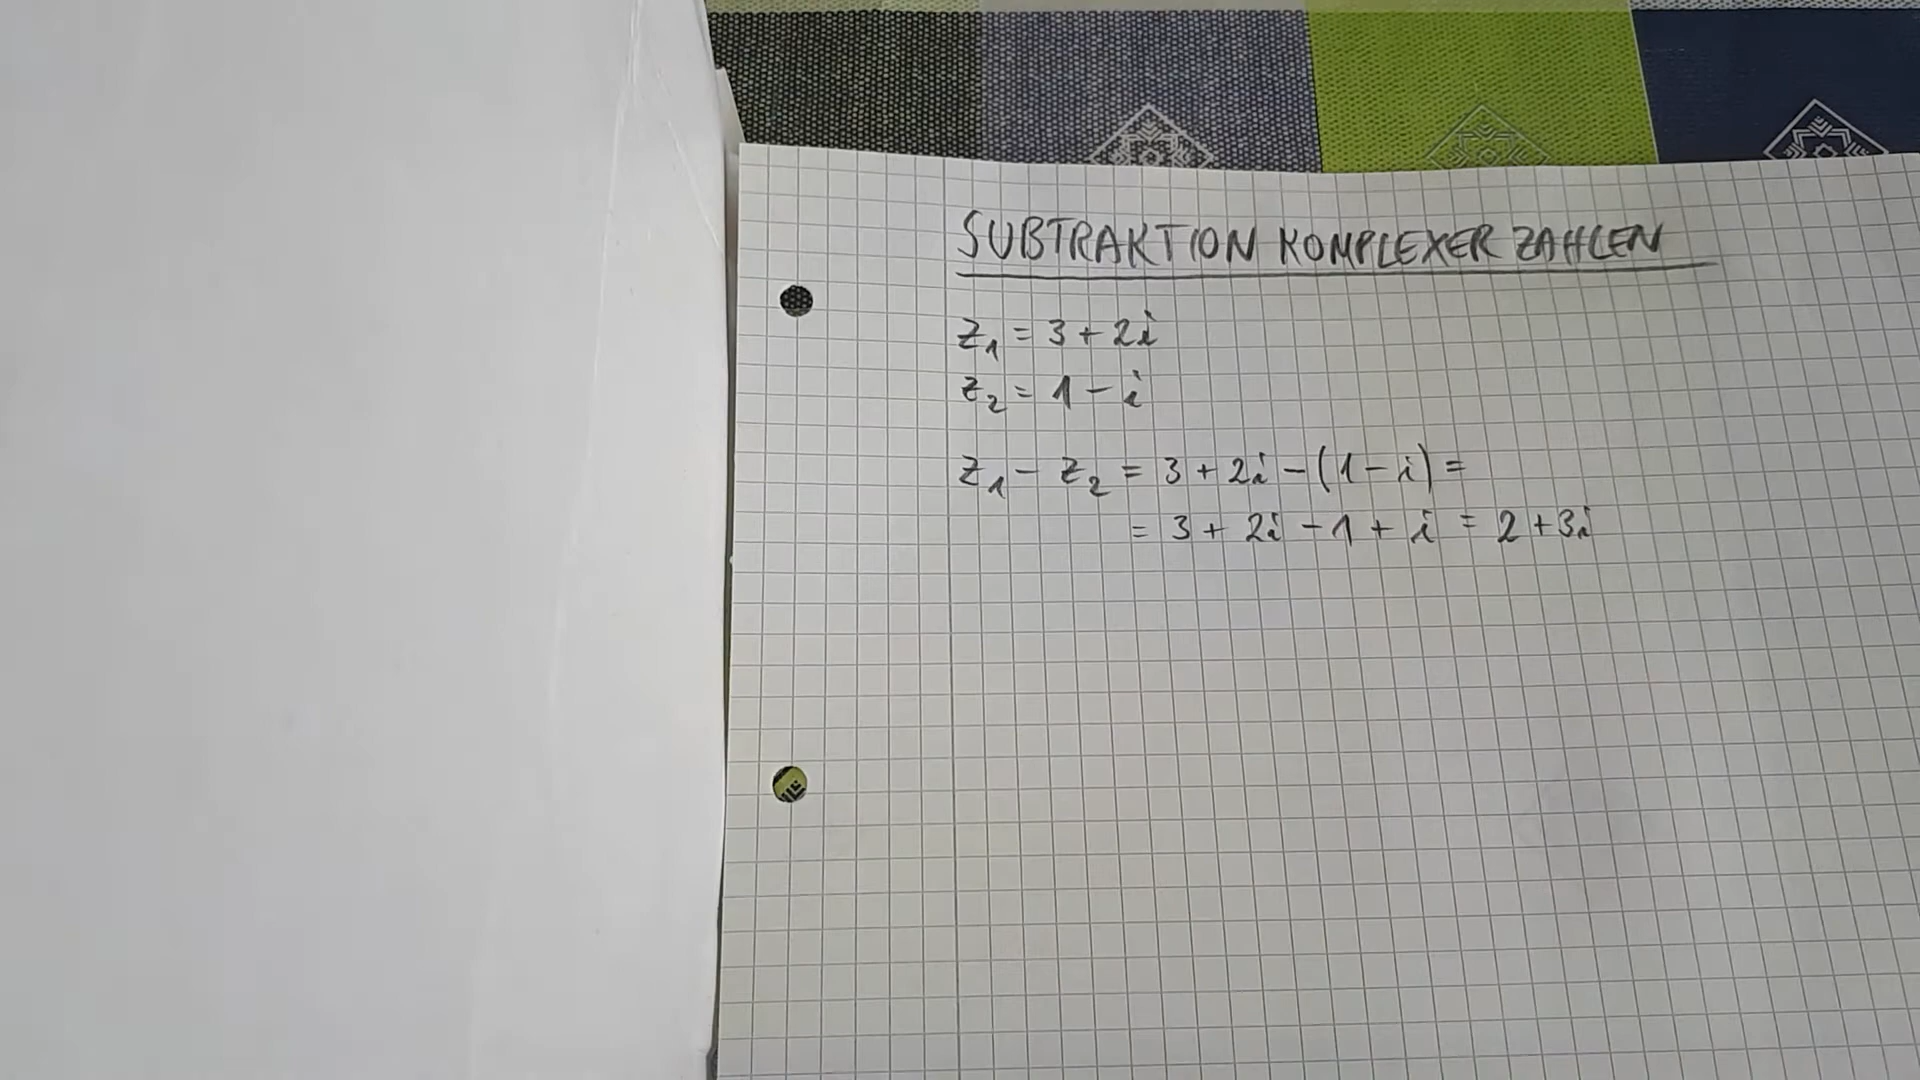 SUBTRAKTION KOMPLEXER ZAHLEN
z₁ = 3 + 2i
z₂ = 1 - i
z₁ - z₂ = 3 + 2i - (1 - i) =
= 3 + 2i - 1 + i = 2 + 3i